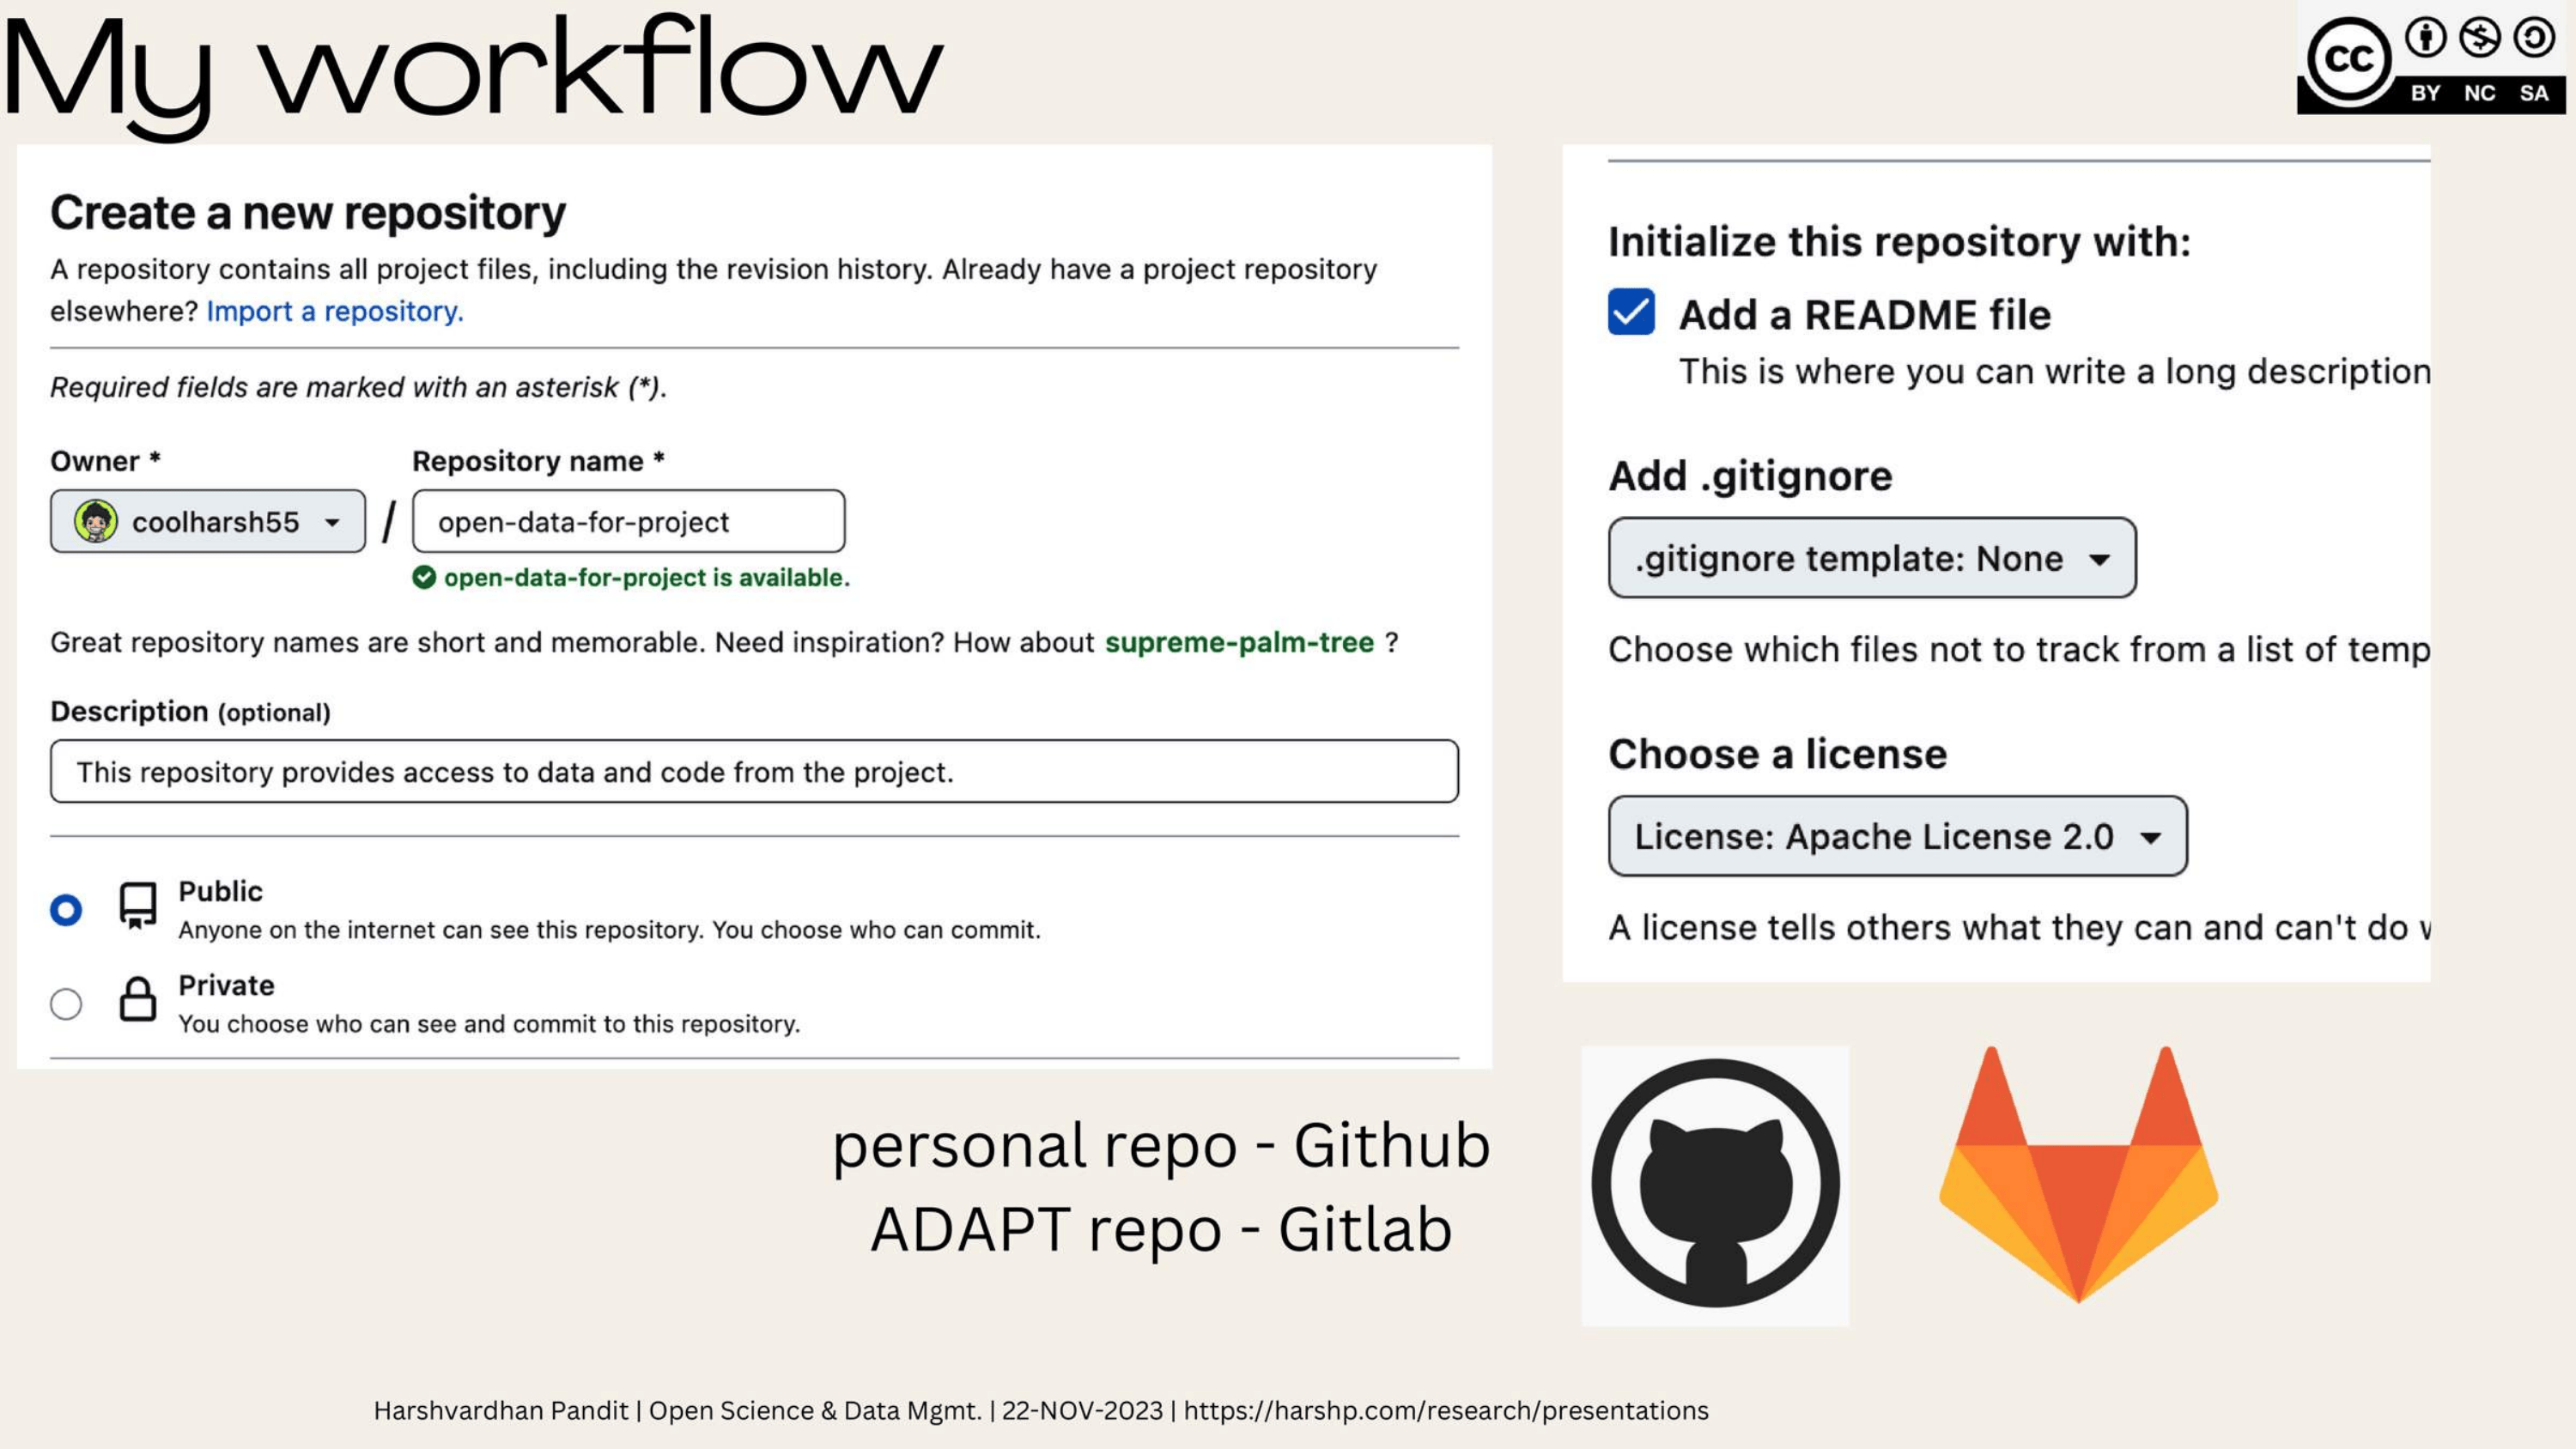 My workflow
CC BY NC SA
Create a new repository
A repository contains all project files, including the revision history. Already have a project repository
elsewhere? Import a repository.
Required fields are marked with an asterisk (*).
Owner * Repository name *
coolharsh55 / open-data-for-project
open-data-for-project is available.
Great repository names are short and memorable. Need inspiration? How about supreme-palm-tree ?
Description (optional)
This repository provides access to data and code from the project.
Public
Anyone on the internet can see this repository. You choose who can commit.
Private
You choose who can see and commit to this repository.
Initialize this repository with:
Add a README file
This is where you can write a long description
Add .gitignore
.gitignore template: None
Choose which files not to track from a list of temp
Choose a license
License: Apache License 2.0
A license tells others what they can and can't do
personal repo - Github
ADAPT repo - Gitlab
Harshvardhan Pandit | Open Science & Data Mgmt. | 22-NOV-2023 | https://harshp.com/research/presentations